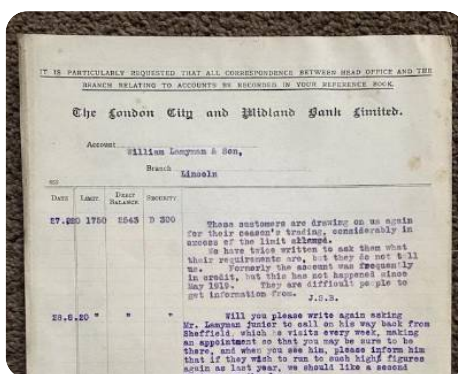 IT IS PARTICULARLY REQUESTED THAT ALL CORRESPONDENCE BETWEEN HEAD OFFICE AND THE
BRANCH RELATING TO ACCOUNTS BE RECORDED IN YOUR REFERENCE BOOK.
The London City and Midland Bank Limited.
Account William Lamyman & Son,
Branch Lincoln
DATE LIMIT. DEBIT BALANCE SECURITY
1750 2543 D 300
These customers are drawing on us again
for their season's trading, considerably in
excess of the limit allowed.
We have twice written to ask them what
their requirements are, but they do not tell
us. Formerly the account was frequently
in credit, but this has not happened since
May 1919. They are difficult people to
get information from.
J.S.B.
28.8.20 " " "
Will you please write again asking
Mr. Lamyman junior to call on his way back from
Sheffield, which he visits every week, making
an appointment so that you may be sure to be
there, and when you see him, please inform him
that if they wish to run to such high figures
again as last year, we should like a second